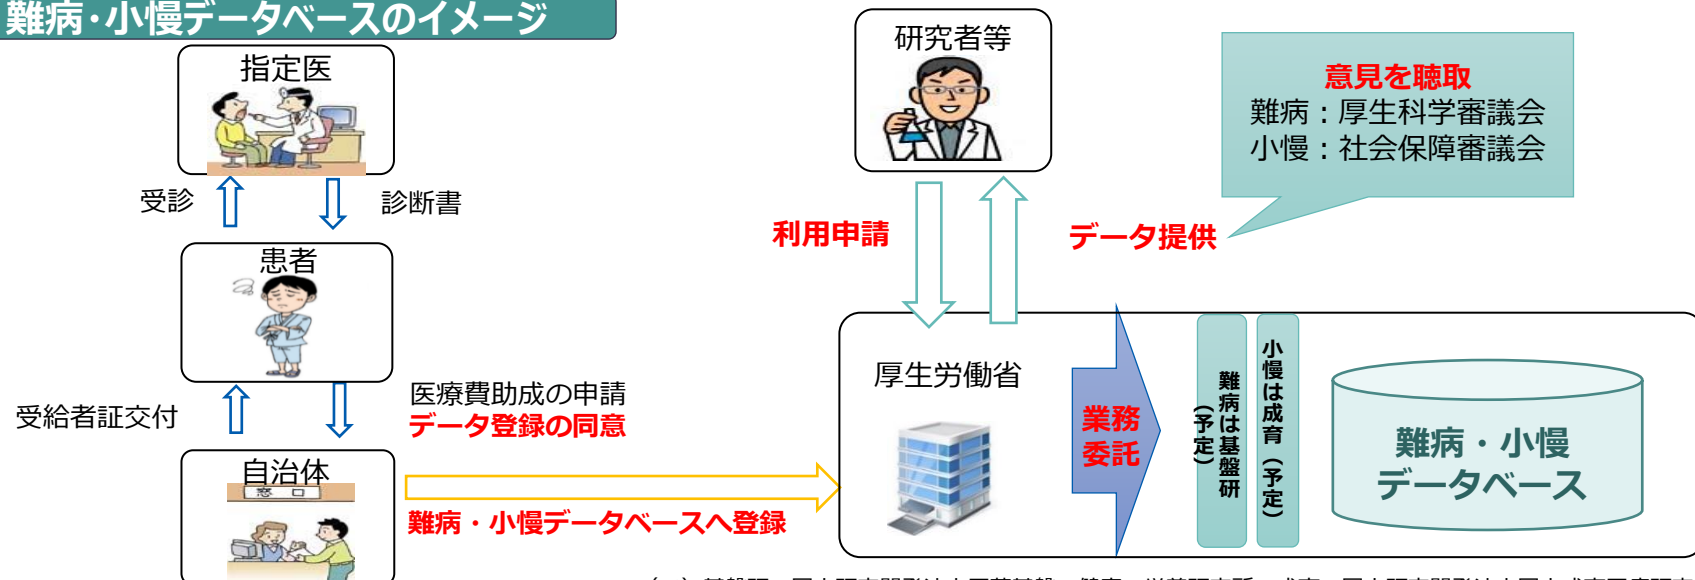 難病・小慢データベースのイメージ
指定医
受診
診断書
患者
受給者証交付
医療費助成の申請
データ登録の同意
自治体
窓口
難病・小慢データベースへ登録
研究者等
利用申請
データ提供
意見を聴取
難病：厚生科学審議会
小慢：社会保障審議会
厚生労働省
業務
委託
難病は基盤研
（予定）
小慢は成育（予定）
難病・小慢
データベース